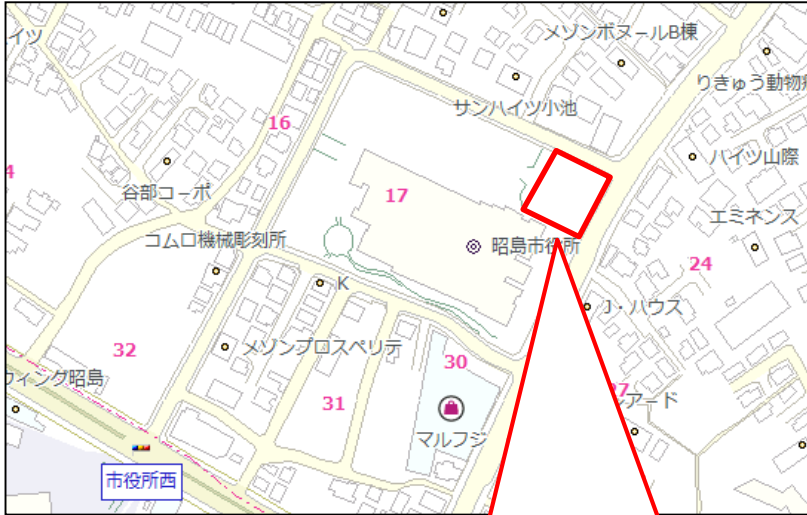 メゾンボヌールB棟
りきゅう動物病
サンハイツ小池
16
ハイツ山際
谷部コーポ
17
エミネンス
コムロ機械彫刻所
昭島市役所
24
K
J・ハウス
メゾンプロスペリテ
32
30
ウィング昭島
31
27
アード
マルフジ
市役所西